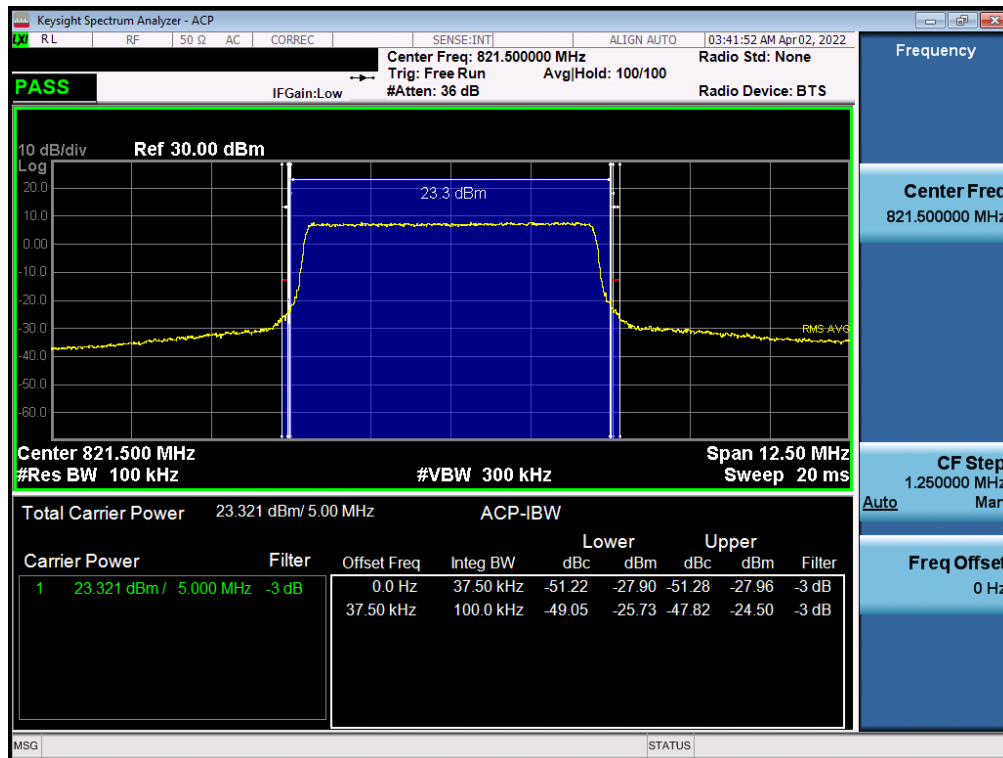 Keysight Spectrum Analyzer - ACP
LXI RL RF 50 Ω AC CORREC SENSE:INT ALIGN AUTO 03:41:52 AM Apr 02, 2022
Center Freq: 821.500000 MHz Radio Std: None
Trig: Free Run Avg|Hold: 100/100
PASS IFGain:Low #Atten: 36 dB Radio Device: BTS
10 dB/div Ref 30.00 dBm
Log
20.0
23.3 dBm
10.0
0.00
-10.0
-20.0
-30.0
RMS AVG
-40.0
-50.0
-60.0
Center 821.500 MHz Span 12.50 MHz
#Res BW 100 kHz #VBW 300 kHz Sweep 20 ms
Total Carrier Power 23.321 dBm/ 5.00 MHz ACP-IBW
Lower Upper
Carrier Power Filter Offset Freq Integ BW dBc dBm dBc dBm Filter
1 23.321 dBm / 5.000 MHz -3 dB 0.0 Hz 37.50 kHz -51.22 -27.90 -51.28 -27.96 -3 dB
37.50 kHz 100.0 kHz -49.05 -25.73 -47.82 -24.50 -3 dB
MSG STATUS
Frequency
Center Freq
821.500000 MHz
CF Step
1.250000 MHz
Auto Man
Freq Offset
0 Hz